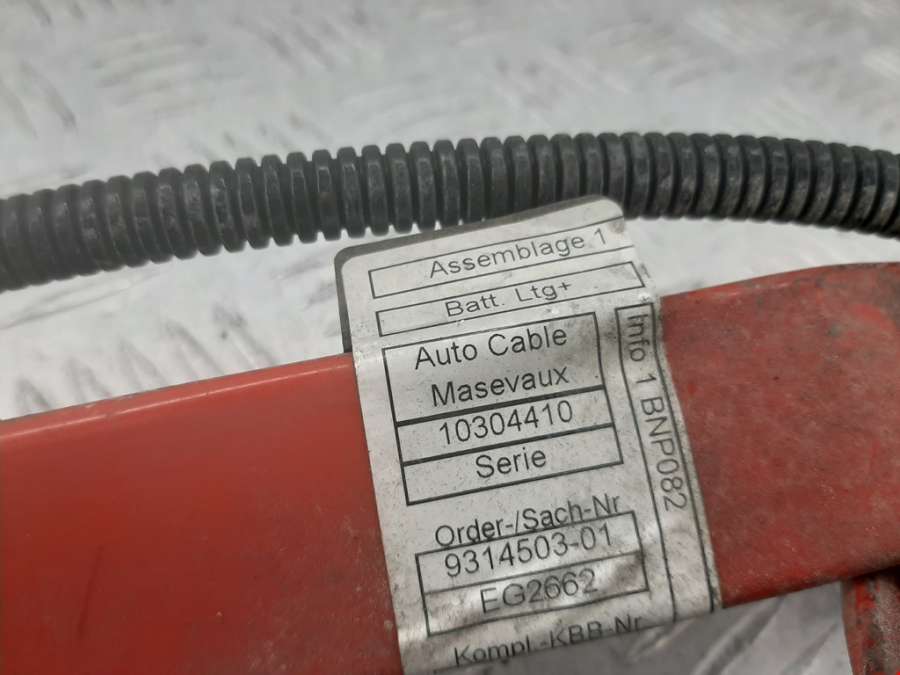 Assemblage 1
Batt. Ltg+
Auto Cable
Masevaux
10304410
Serie
Info 1 BNP082
Order-/Sach-Nr
9314503-01
EG2662
Kompl.-KBB-Nr